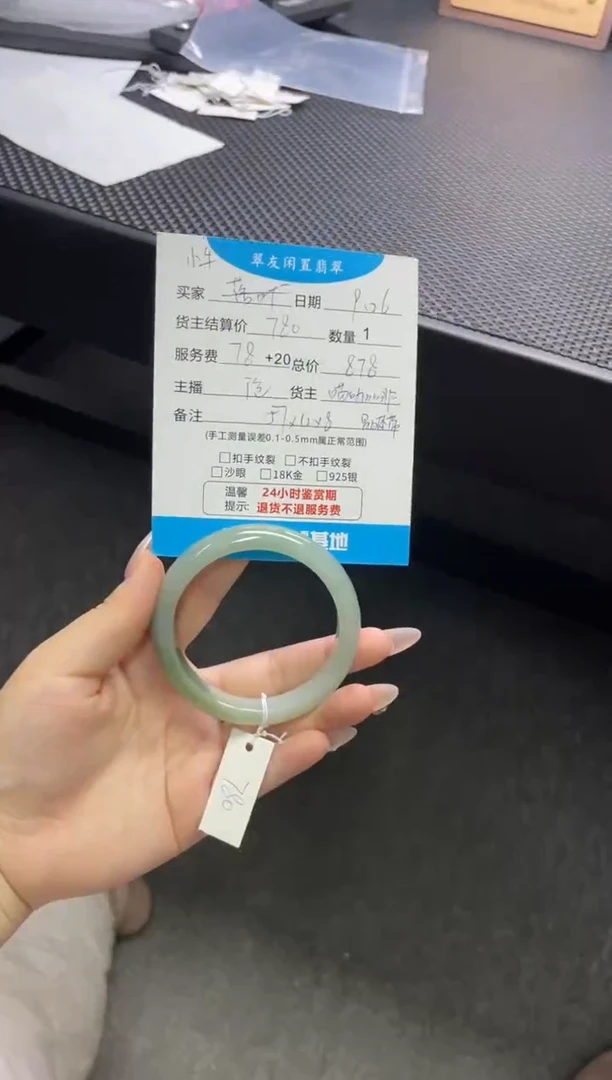 小牛
翠友闲置翡翠
买家 日期 9.26
货主结算价 780 数量 1
服务费 78 +20 总价 878
主播 货主
备注
(手工测量误差0.1-0.5mm属正常范围)
□扣手纹裂 □不扣手纹裂
□沙眼 □18K金 □925银
温馨 24小时鉴赏期
提示: 退货不退服务费
基地
780